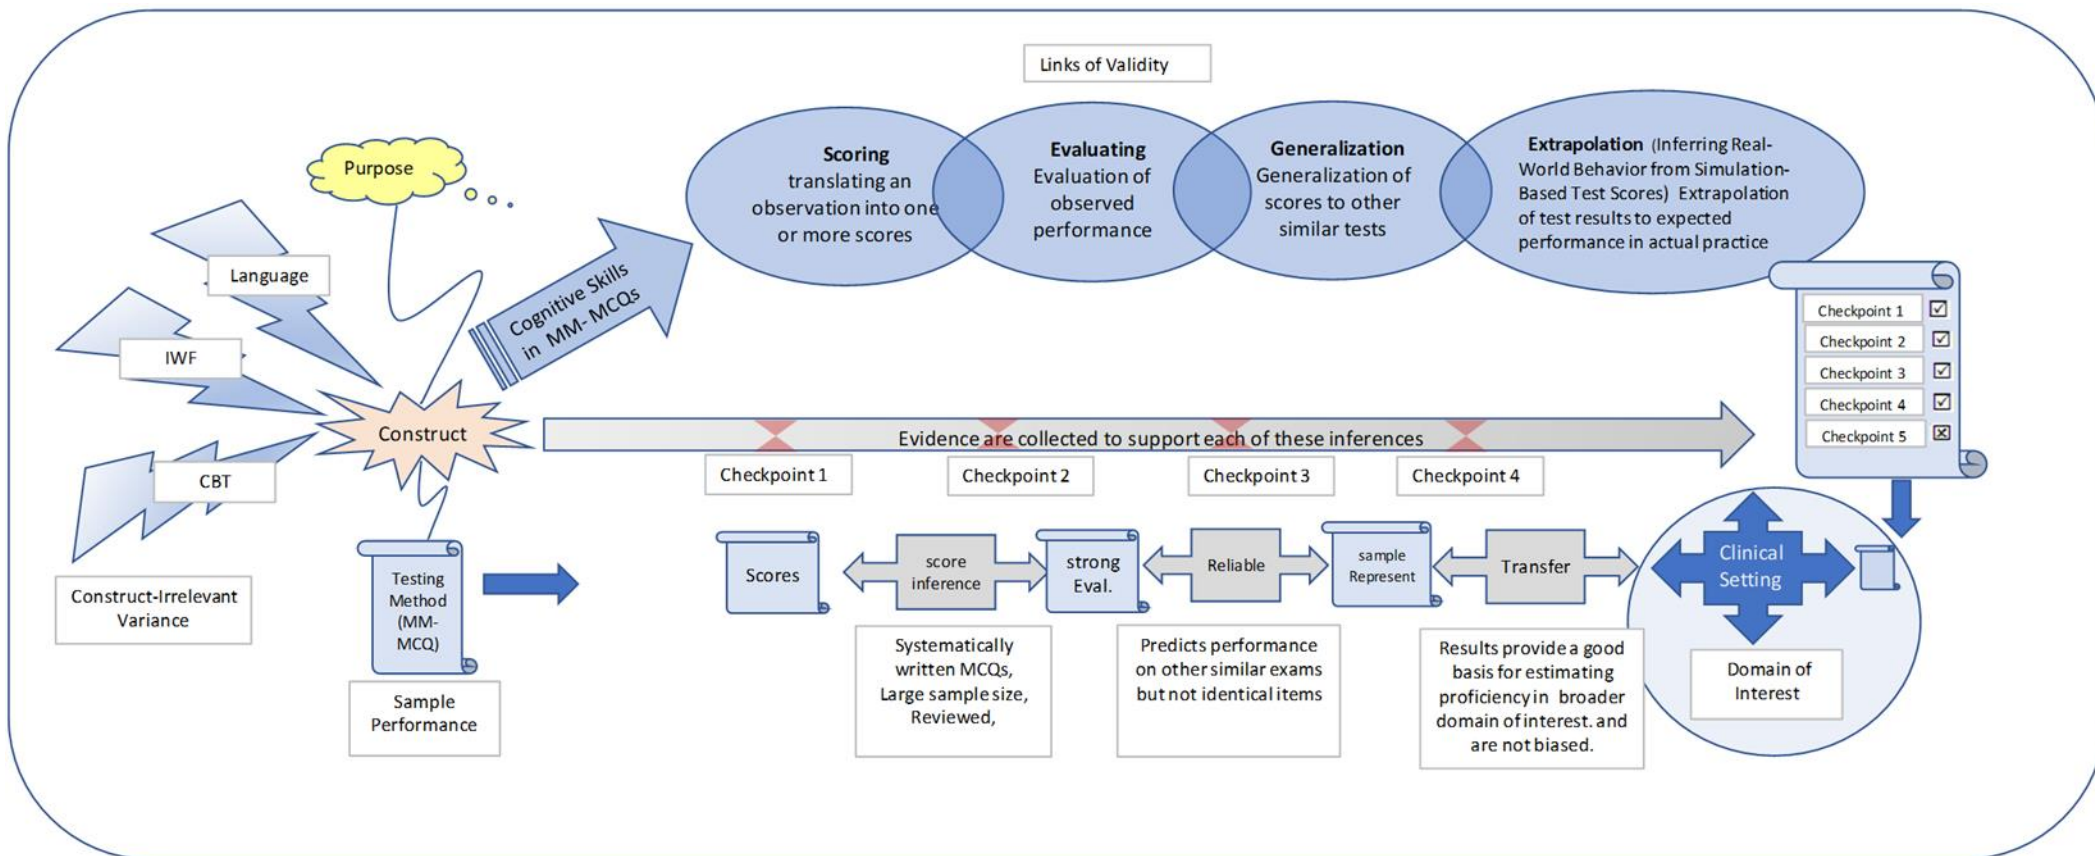 Links of Validity
Purpose
Scoring
translating an
observation into one
or more scores
Evaluating
Evaluation of
observed
performance
Generalization
Generalization of
scores to other
similar tests
Extrapolation (Inferring Real-
World Behavior from Simulation-
Based Test Scores) Extrapolation
of test results to expected
performance in actual practice
Language
IWF
CBT
Construct-Irrelevant
Variance
Cognitive Skills
in MM- MCQs
Construct
Evidence are collected to support each of these inferences
Checkpoint 1
Checkpoint 2
Checkpoint 3
Checkpoint 4
Checkpoint 1
Checkpoint 2
Checkpoint 3
Checkpoint 4
Checkpoint 5
Testing
Method
(MM-
MCQ)
Sample
Performance
Scores
score
inference
strong
Eval.
Reliable
sample
Represent
Transfer
Clinical
Setting
Systematically
written MCQs,
Large sample size,
Reviewed,
Predicts performance
on other similar exams
but not identical items
Results provide a good
basis for estimating
proficiency in broader
domain of interest. and
are not biased.
Domain of
Interest